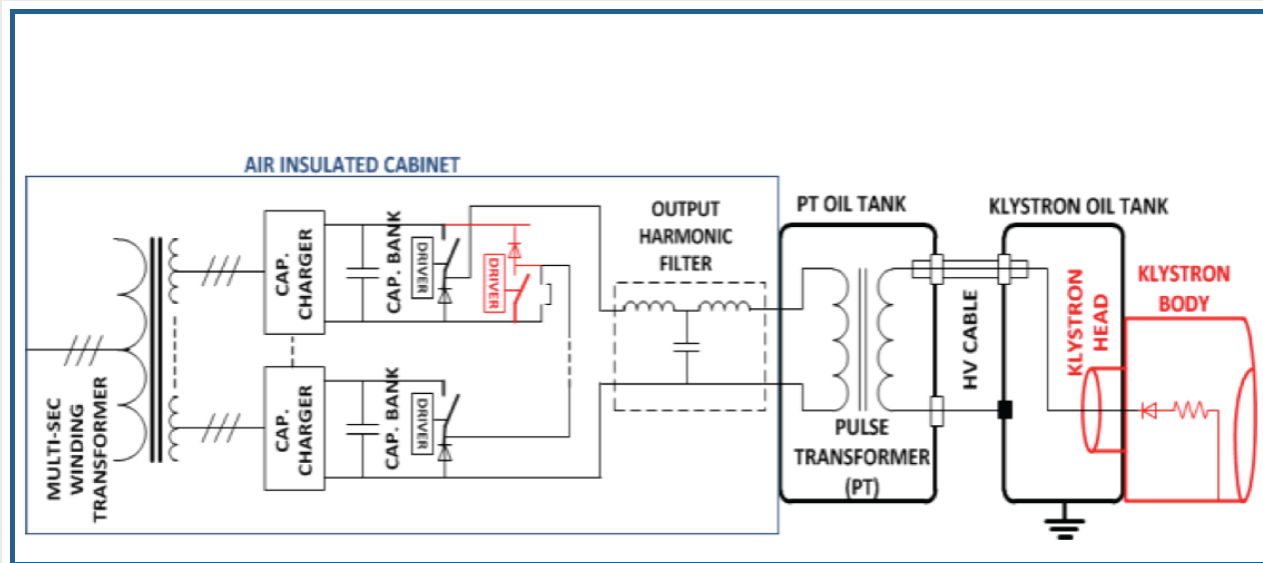 AIR INSULATED CABINET
MULTI-SEC
WINDING
TRANSFORMER
CAP.
CHARGER
CAP. BANK
DRIVER
DRIVER
CAP.
CHARGER
CAP. BANK
DRIVER
OUTPUT
HARMONIC
FILTER
PT OIL TANK
PULSE
TRANSFORMER
(PT)
HV CABLE
KLYSTRON OIL TANK
KLYSTRON
HEAD
KLYSTRON
BODY